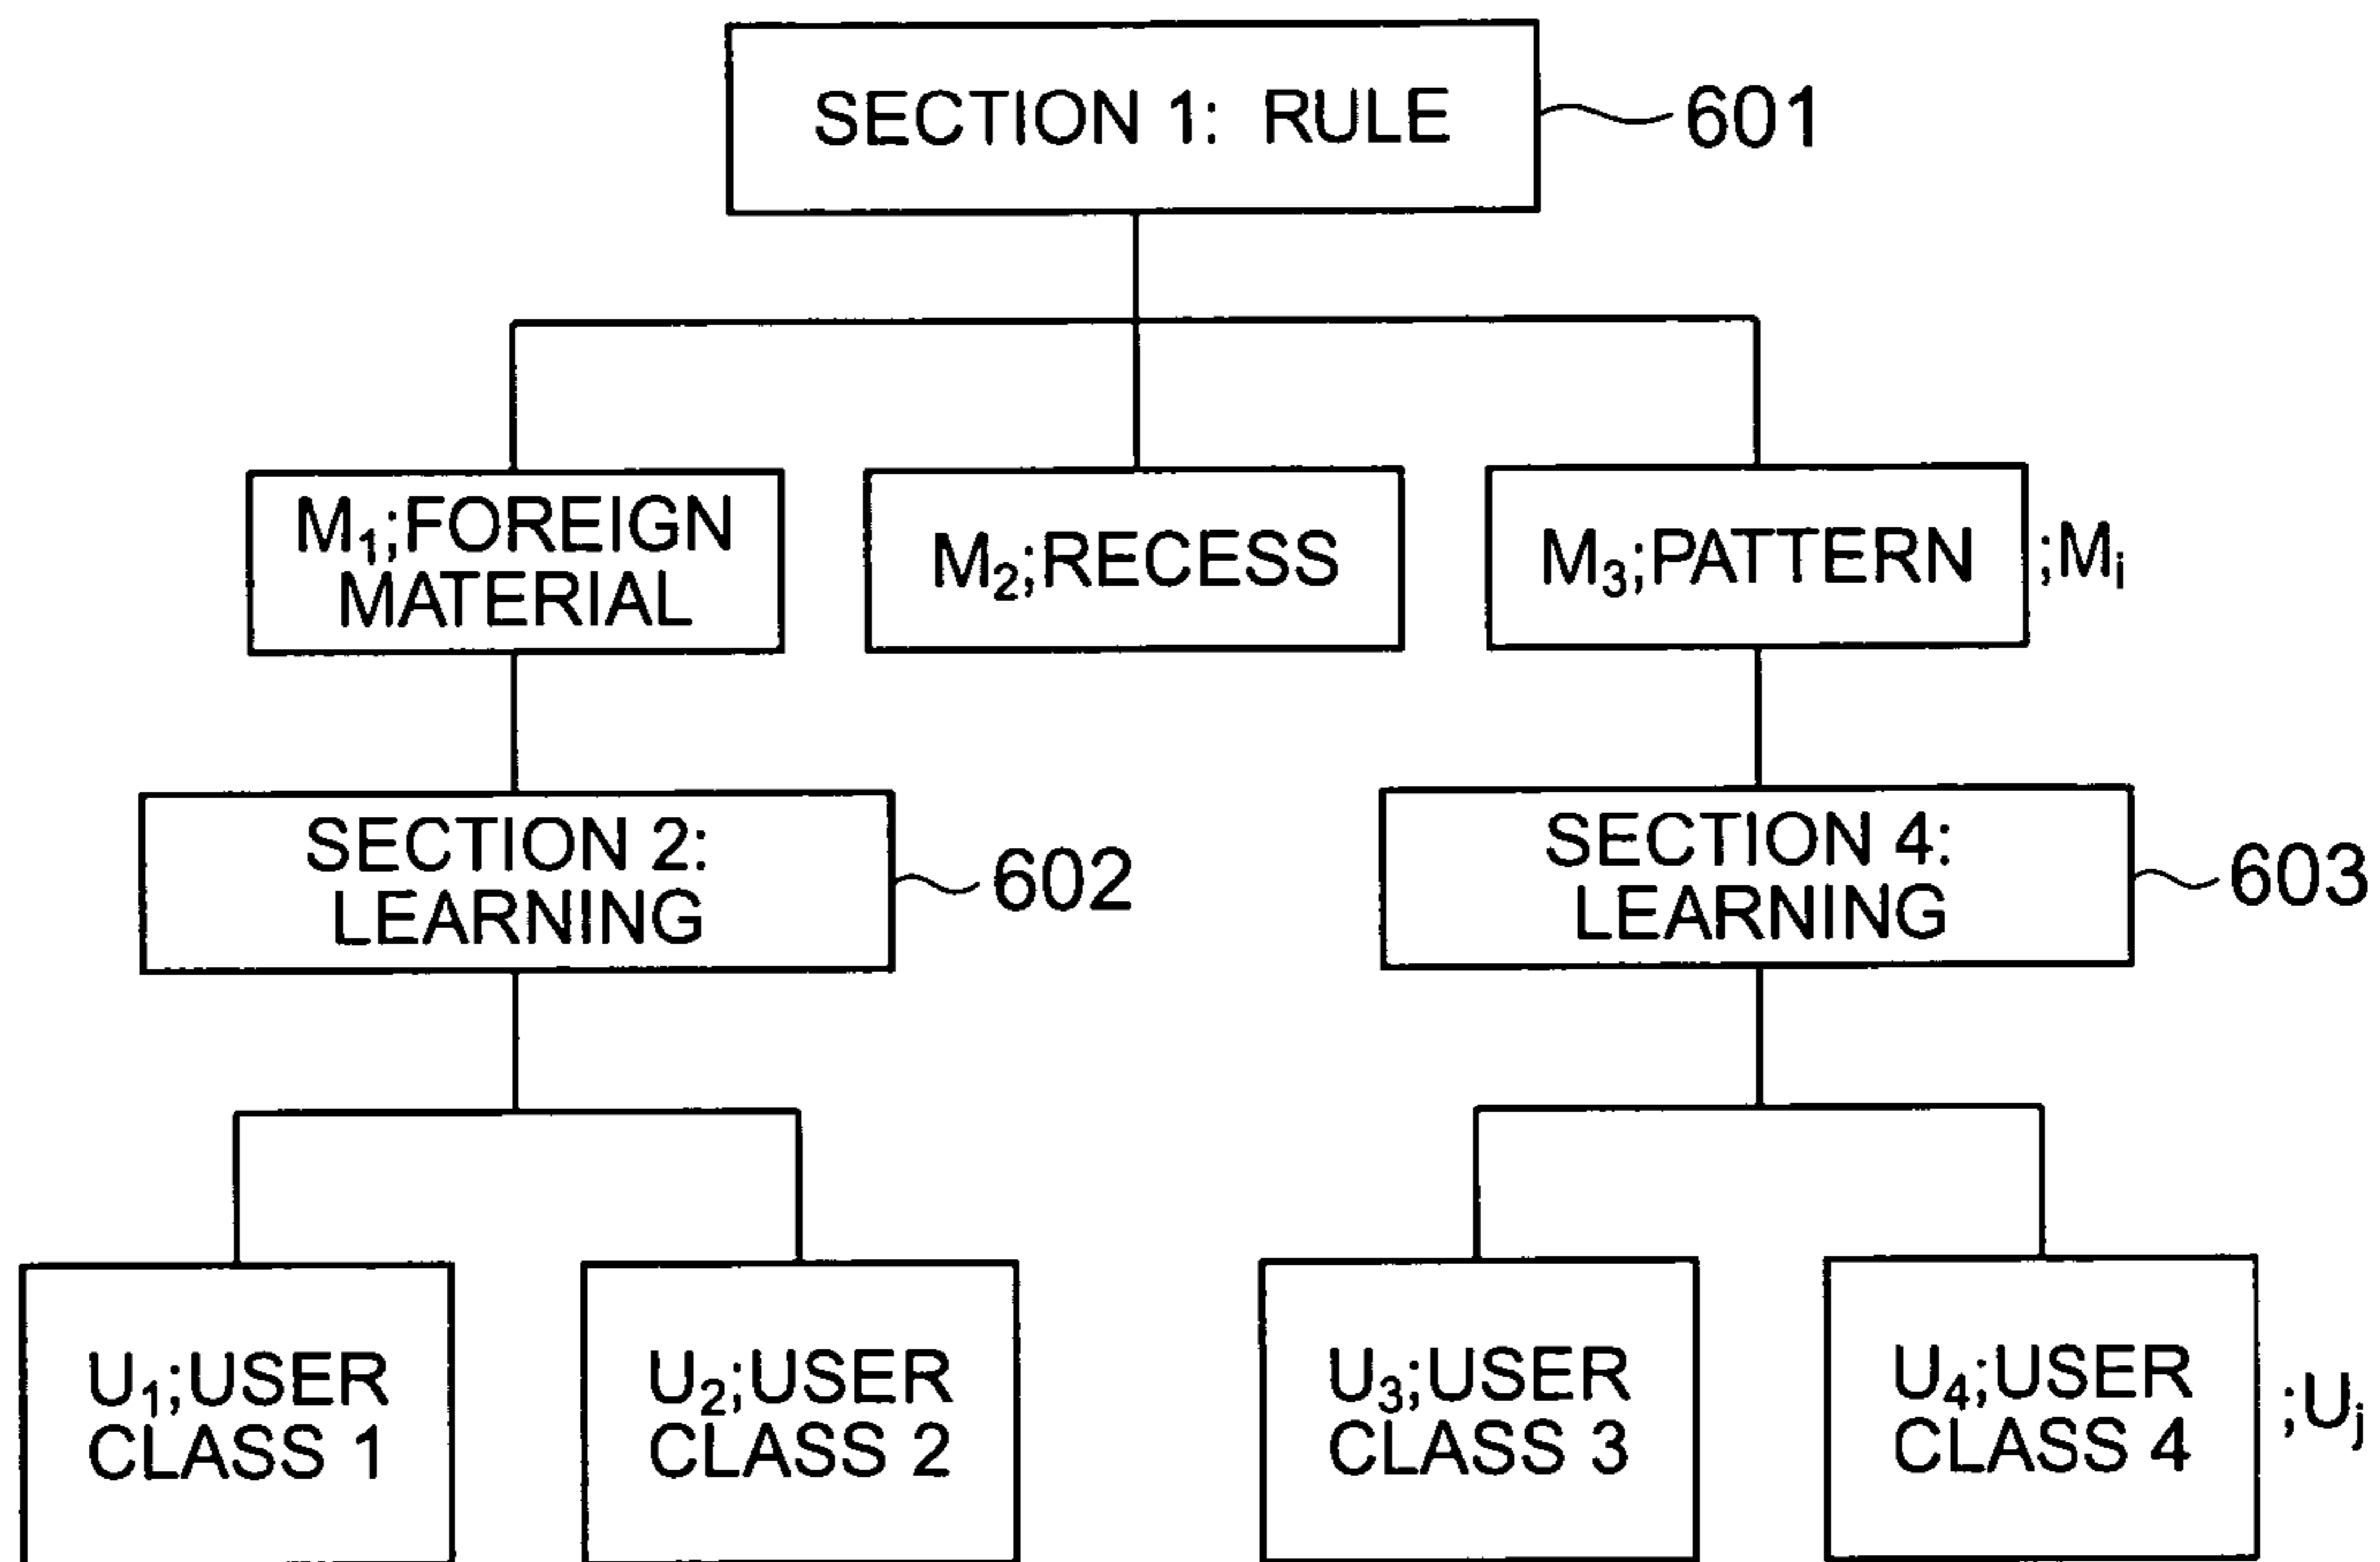 SECTION 1: RULE
601
M₁;FOREIGN
MATERIAL
M₂;RECESS
M₃;PATTERN
;Mᵢ
SECTION 2:
LEARNING
602
SECTION 4:
LEARNING
603
U₁;USER
CLASS 1
U₂;USER
CLASS 2
U₃;USER
CLASS 3
U₄;USER
CLASS 4
;Uⱼ